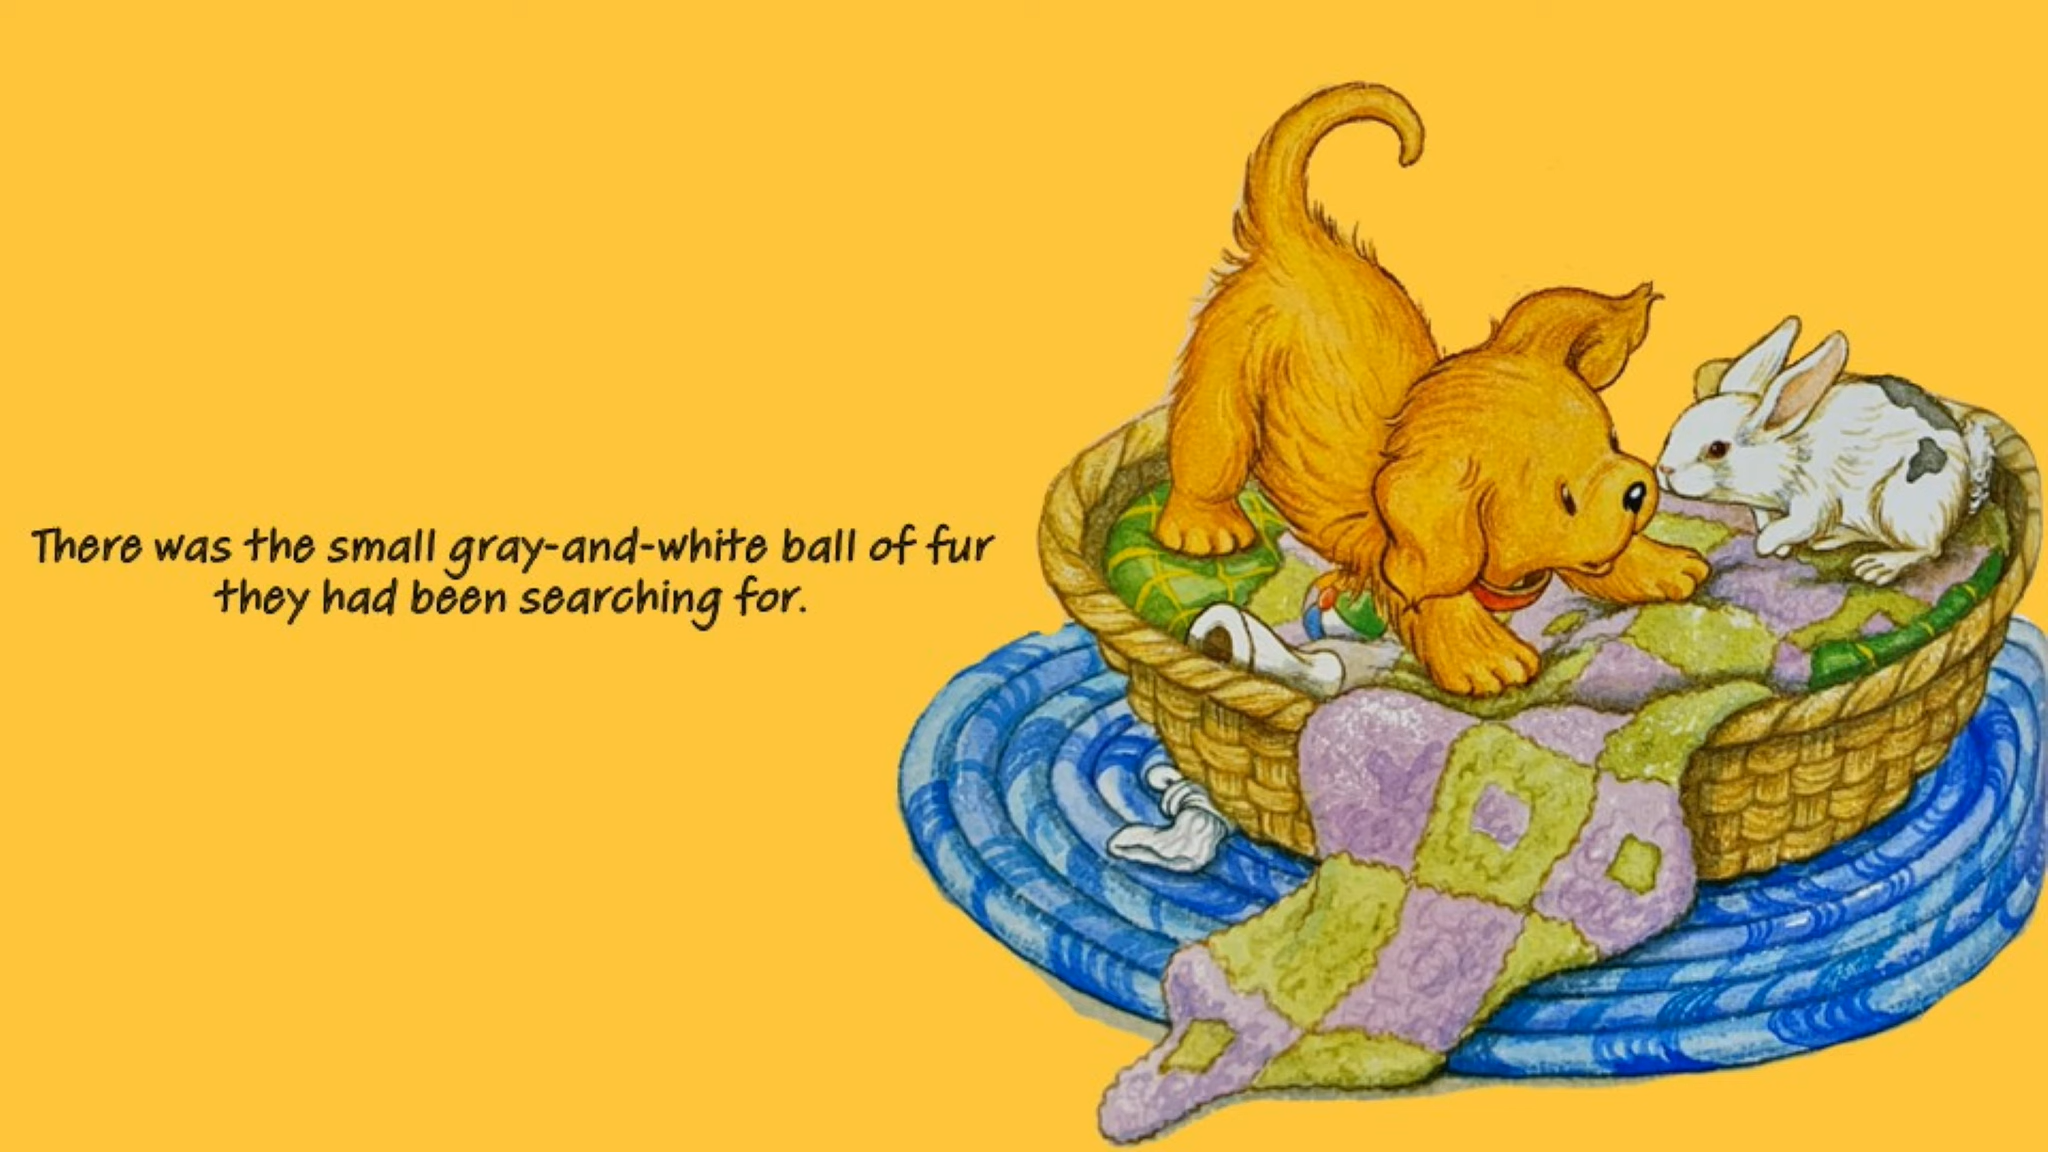 There was the small gray-and-white ball of fur
they had been searching for.